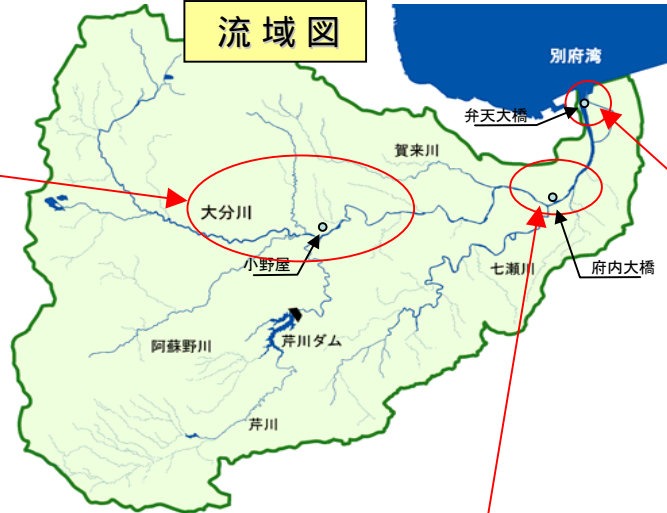 流域図
別府湾
弁天大橋
賀来川
大分川
小野屋
七瀬川
府内大橋
阿蘇野川
芹川ダム
芹川